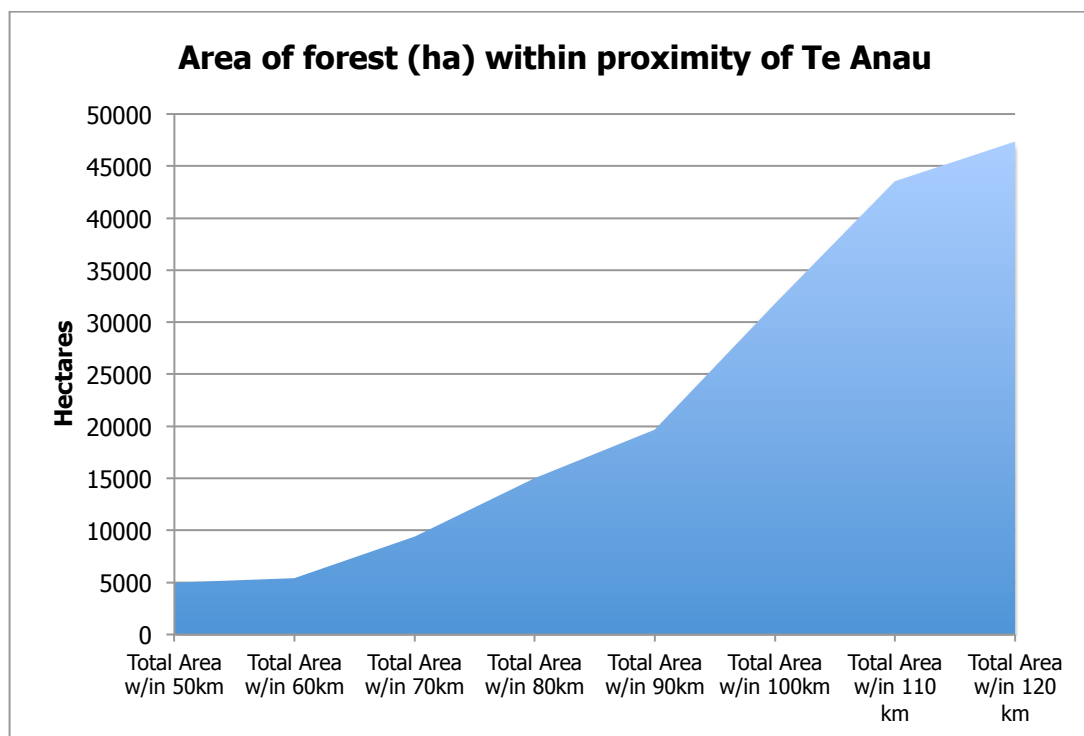 Area of forest (ha) within proximity of Te Anau
Hectares
50000
45000
40000
35000
30000
25000
20000
15000
10000
5000
0
Total Area
w/in 50km
Total Area
w/in 60km
Total Area
w/in 70km
Total Area
w/in 80km
Total Area
w/in 90km
Total Area
w/in 100km
Total Area
w/in 110
km
Total Area
w/in 120
km